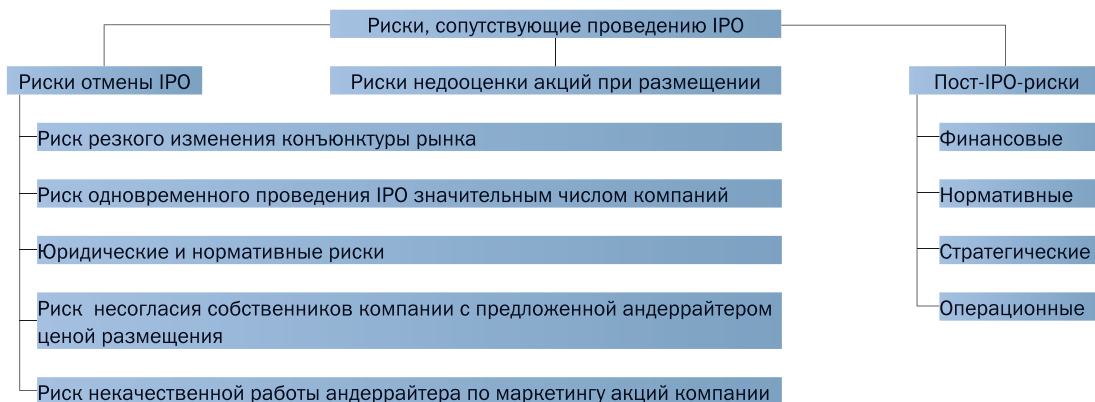 Риски, сопутствующие проведению IPO
Риски отмены IPO
Риски недооценки акций при размещении
Пост-IPO-риски
Риск резкого изменения конъюнктуры рынка
Риск одновременного проведения IPO значительным числом компаний
Юридические и нормативные риски
Риск несогласия собственников компании с предложенной андеррайтером
ценой размещения
Риск некачественной работы андеррайтера по маркетингу акций компании
Финансовые
Нормативные
Стратегические
Операционные